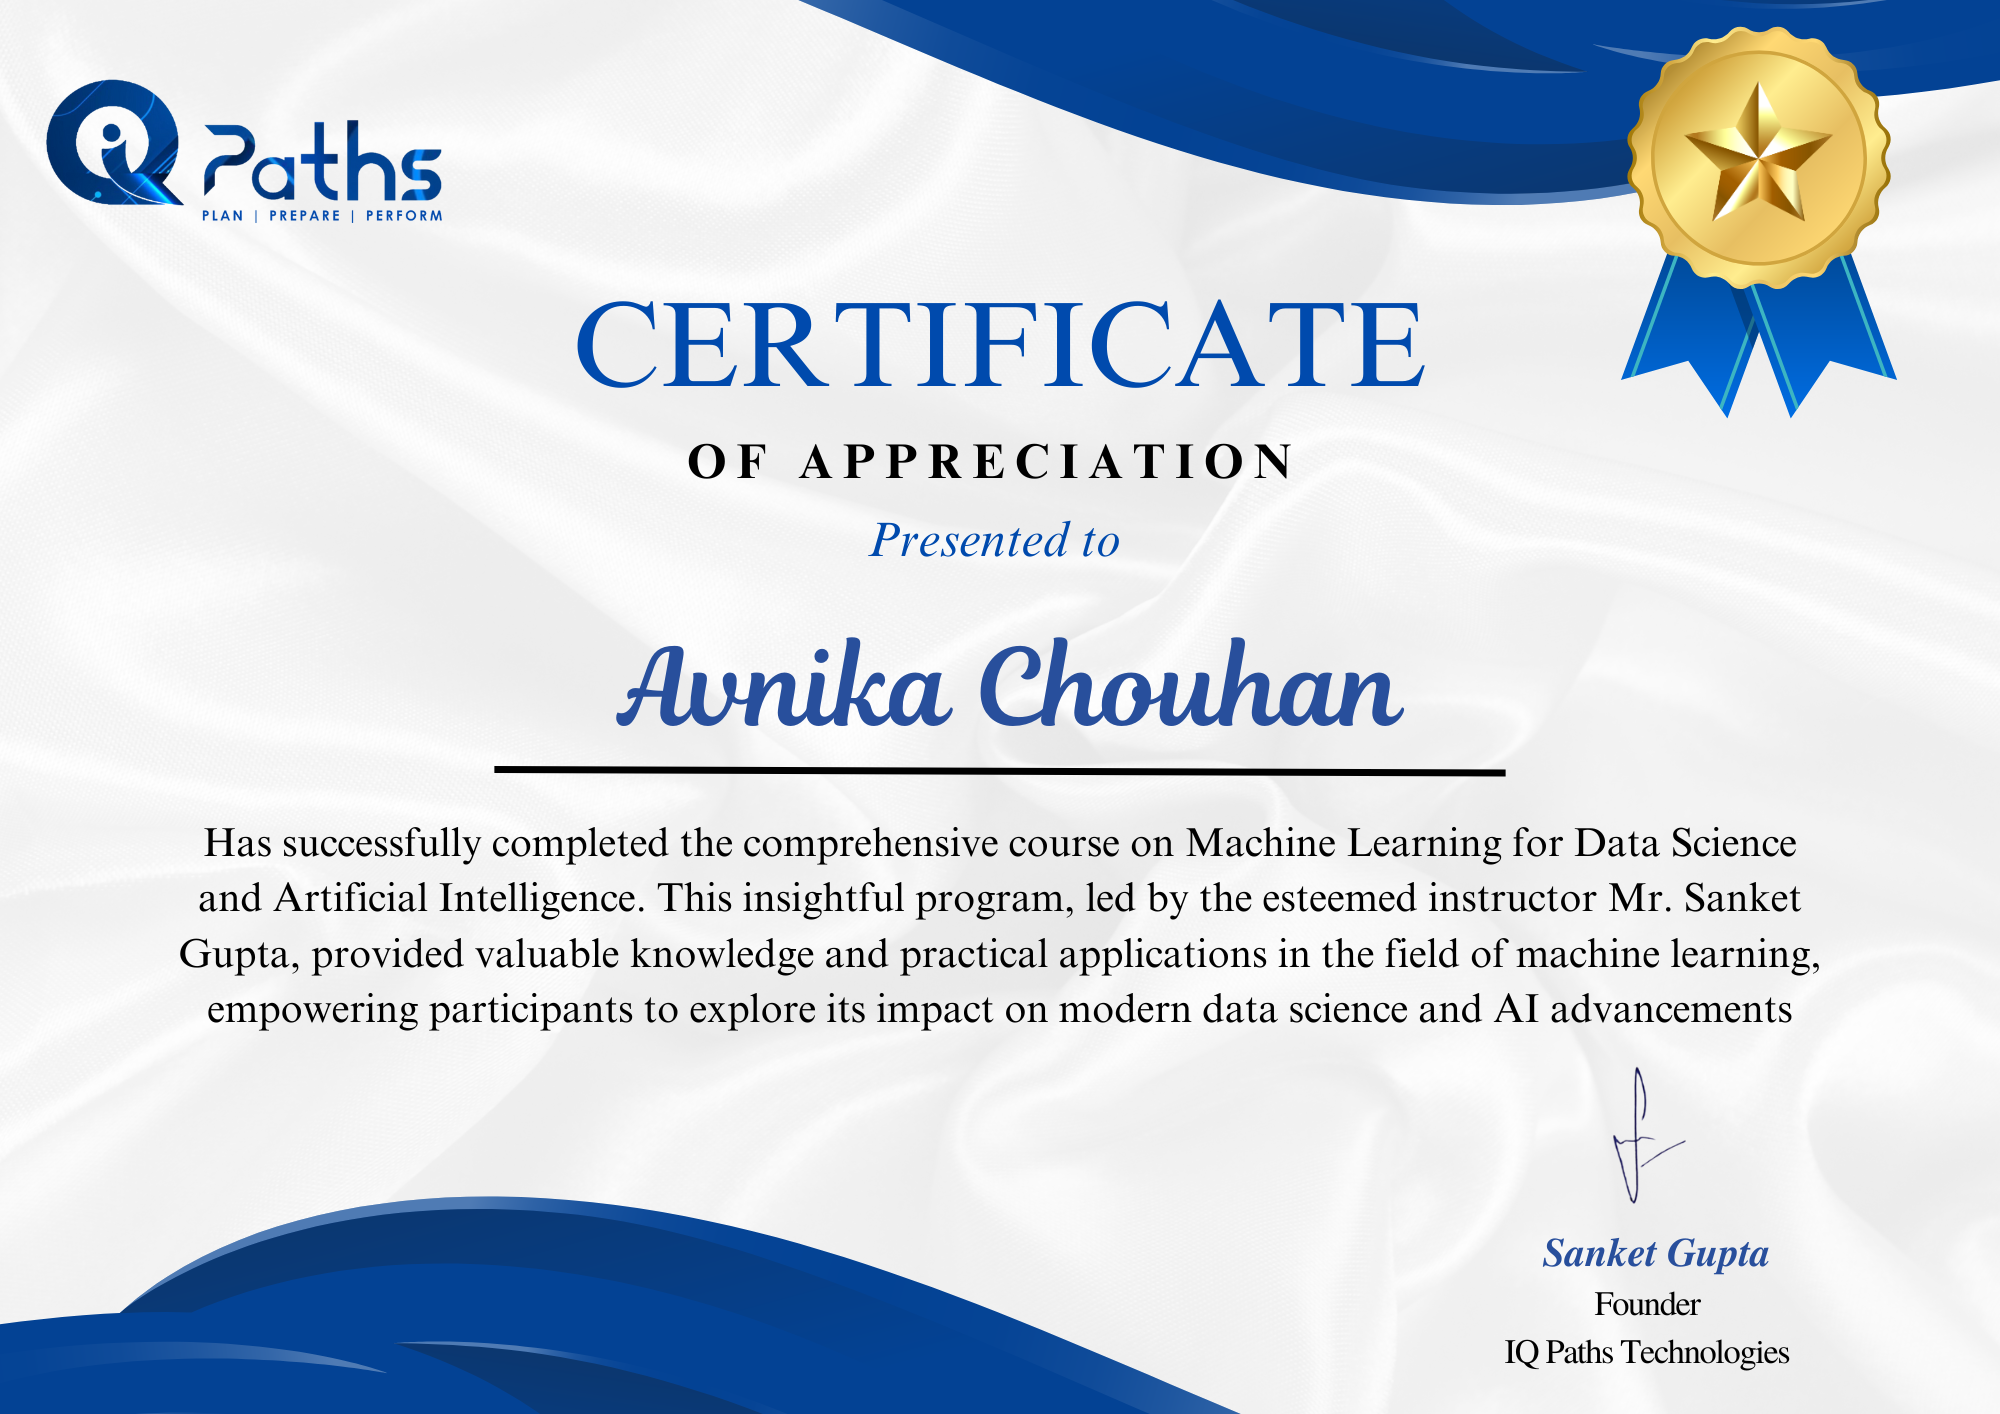 iQ Paths
PLAN | PREPARE | PERFORM
CERTIFICATE
OF APPRECIATION
Presented to
Avnika Chouhan
Has successfully completed the comprehensive course on Machine Learning for Data Science
and Artificial Intelligence. This insightful program, led by the esteemed instructor Mr. Sanket
Gupta, provided valuable knowledge and practical applications in the field of machine learning,
empowering participants to explore its impact on modern data science and AI advancements
Sanket Gupta
Founder
IQ Paths Technologies